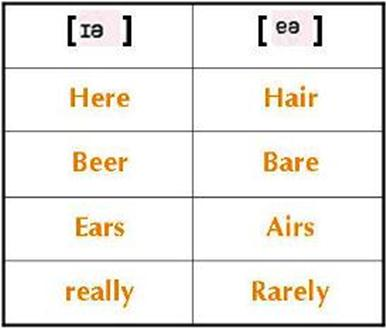 [ɪə] [eə]
Here Hair
Beer Bare
Ears Airs
really Rarely